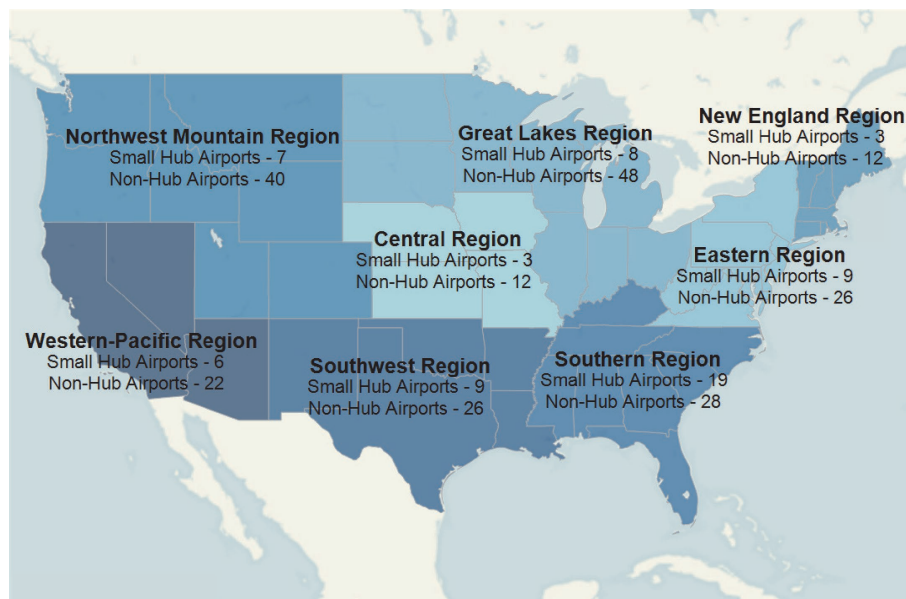 New England Region
Small Hub Airports - 3
Non-Hub Airports - 12
Northwest Mountain Region
Small Hub Airports - 7
Non-Hub Airports - 40
Great Lakes Region
Small Hub Airports - 8
Non-Hub Airports - 48
Central Region
Small Hub Airports - 3
Non-Hub Airports - 12
Eastern Region
Small Hub Airports - 9
Non-Hub Airports - 26
Western-Pacific Region
Small Hub Airports - 6
Non-Hub Airports - 22
Southwest Region
Small Hub Airports - 9
Non-Hub Airports - 26
Southern Region
Small Hub Airports - 19
Non-Hub Airports - 28